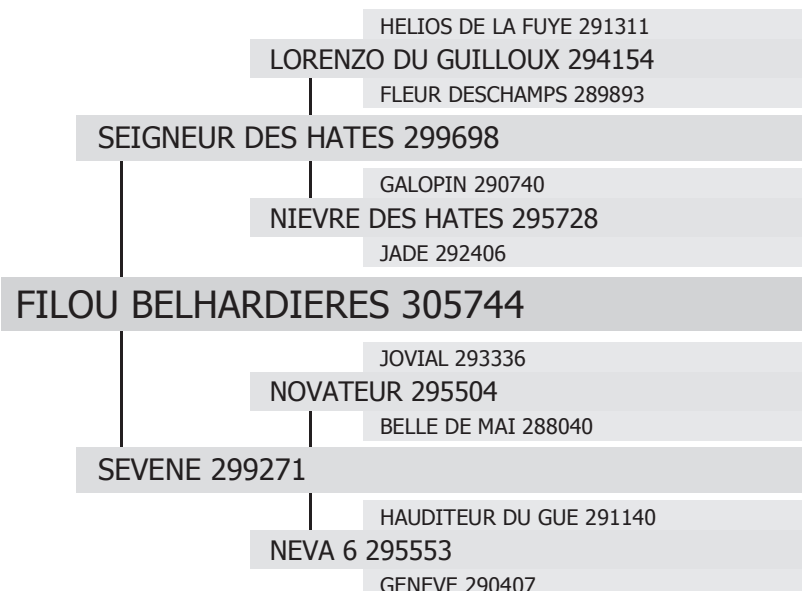 HELIOS DE LA FUYE 291311
LORENZO DU GUILLOUX 294154
FLEUR DESCHAMPS 289893
SEIGNEUR DES HATES 299698
GALOPIN 290740
NIEVRE DES HATES 295728
JADE 292406
FILOU BELHARDIERES 305744
JOVIAL 293336
NOVATEUR 295504
BELLE DE MAI 288040
SEVENE 299271
HAUDITEUR DU GUE 291140
NEVA 6 295553
GENEVE 290407